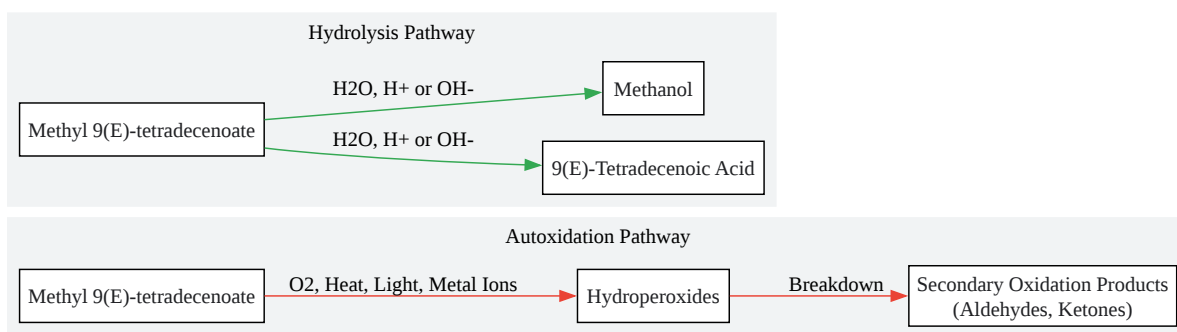 Hydrolysis Pathway
H2O, H+ or OH-
Methanol
Methyl 9(E)-tetradecenoate
H2O, H+ or OH-
9(E)-Tetradecenoic Acid
Autoxidation Pathway
Methyl 9(E)-tetradecenoate
O2, Heat, Light, Metal Ions
Hydroperoxides
Breakdown
Secondary Oxidation Products
(Aldehydes, Ketones)